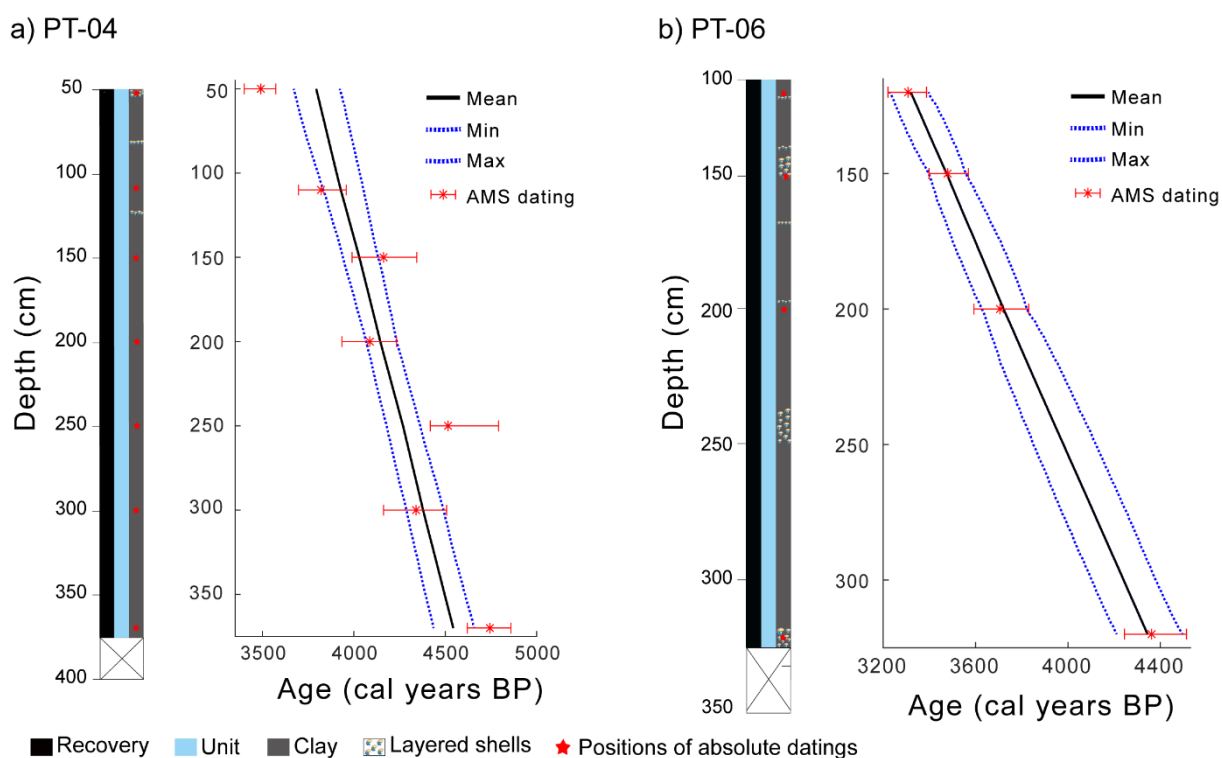 a) PT-04
50
100
150
200
250
300
350
400
Depth (cm)
50
100
150
200
250
300
350
3500 4000 4500 5000
Age (cal years BP)
Mean
Min
Max
AMS dating
b) PT-06
100
150
200
250
300
350
Depth (cm)
150
200
250
300
3200 3600 4000 4400
Age (cal years BP)
Mean
Min
Max
AMS dating
Recovery Unit Clay Layered shells Positions of absolute datings